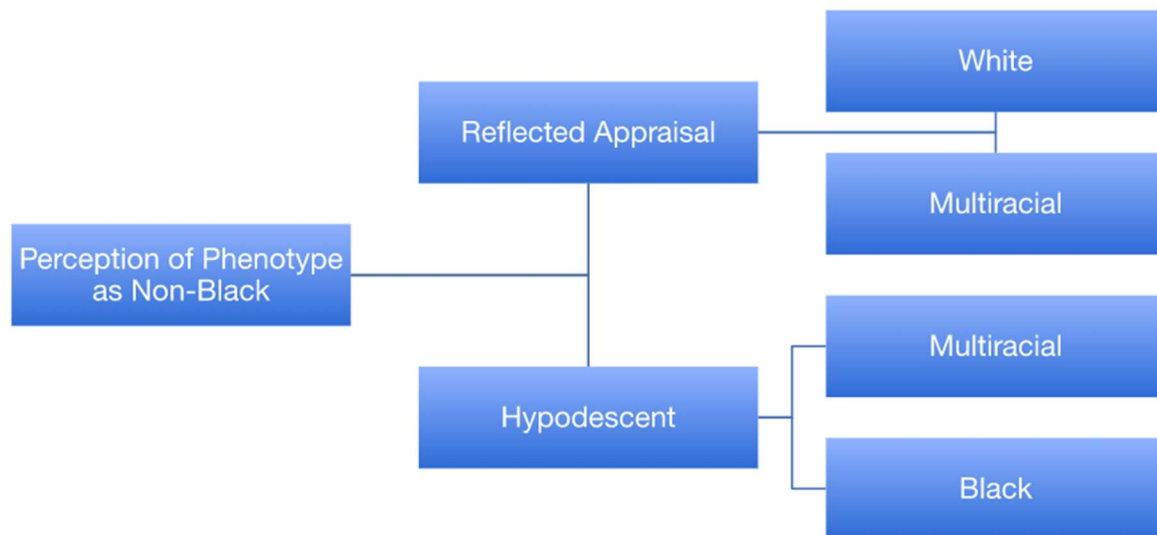 White
Reflected Appraisal
Multiracial
Perception of Phenotype
as Non-Black
Multiracial
Hypodescent
Black